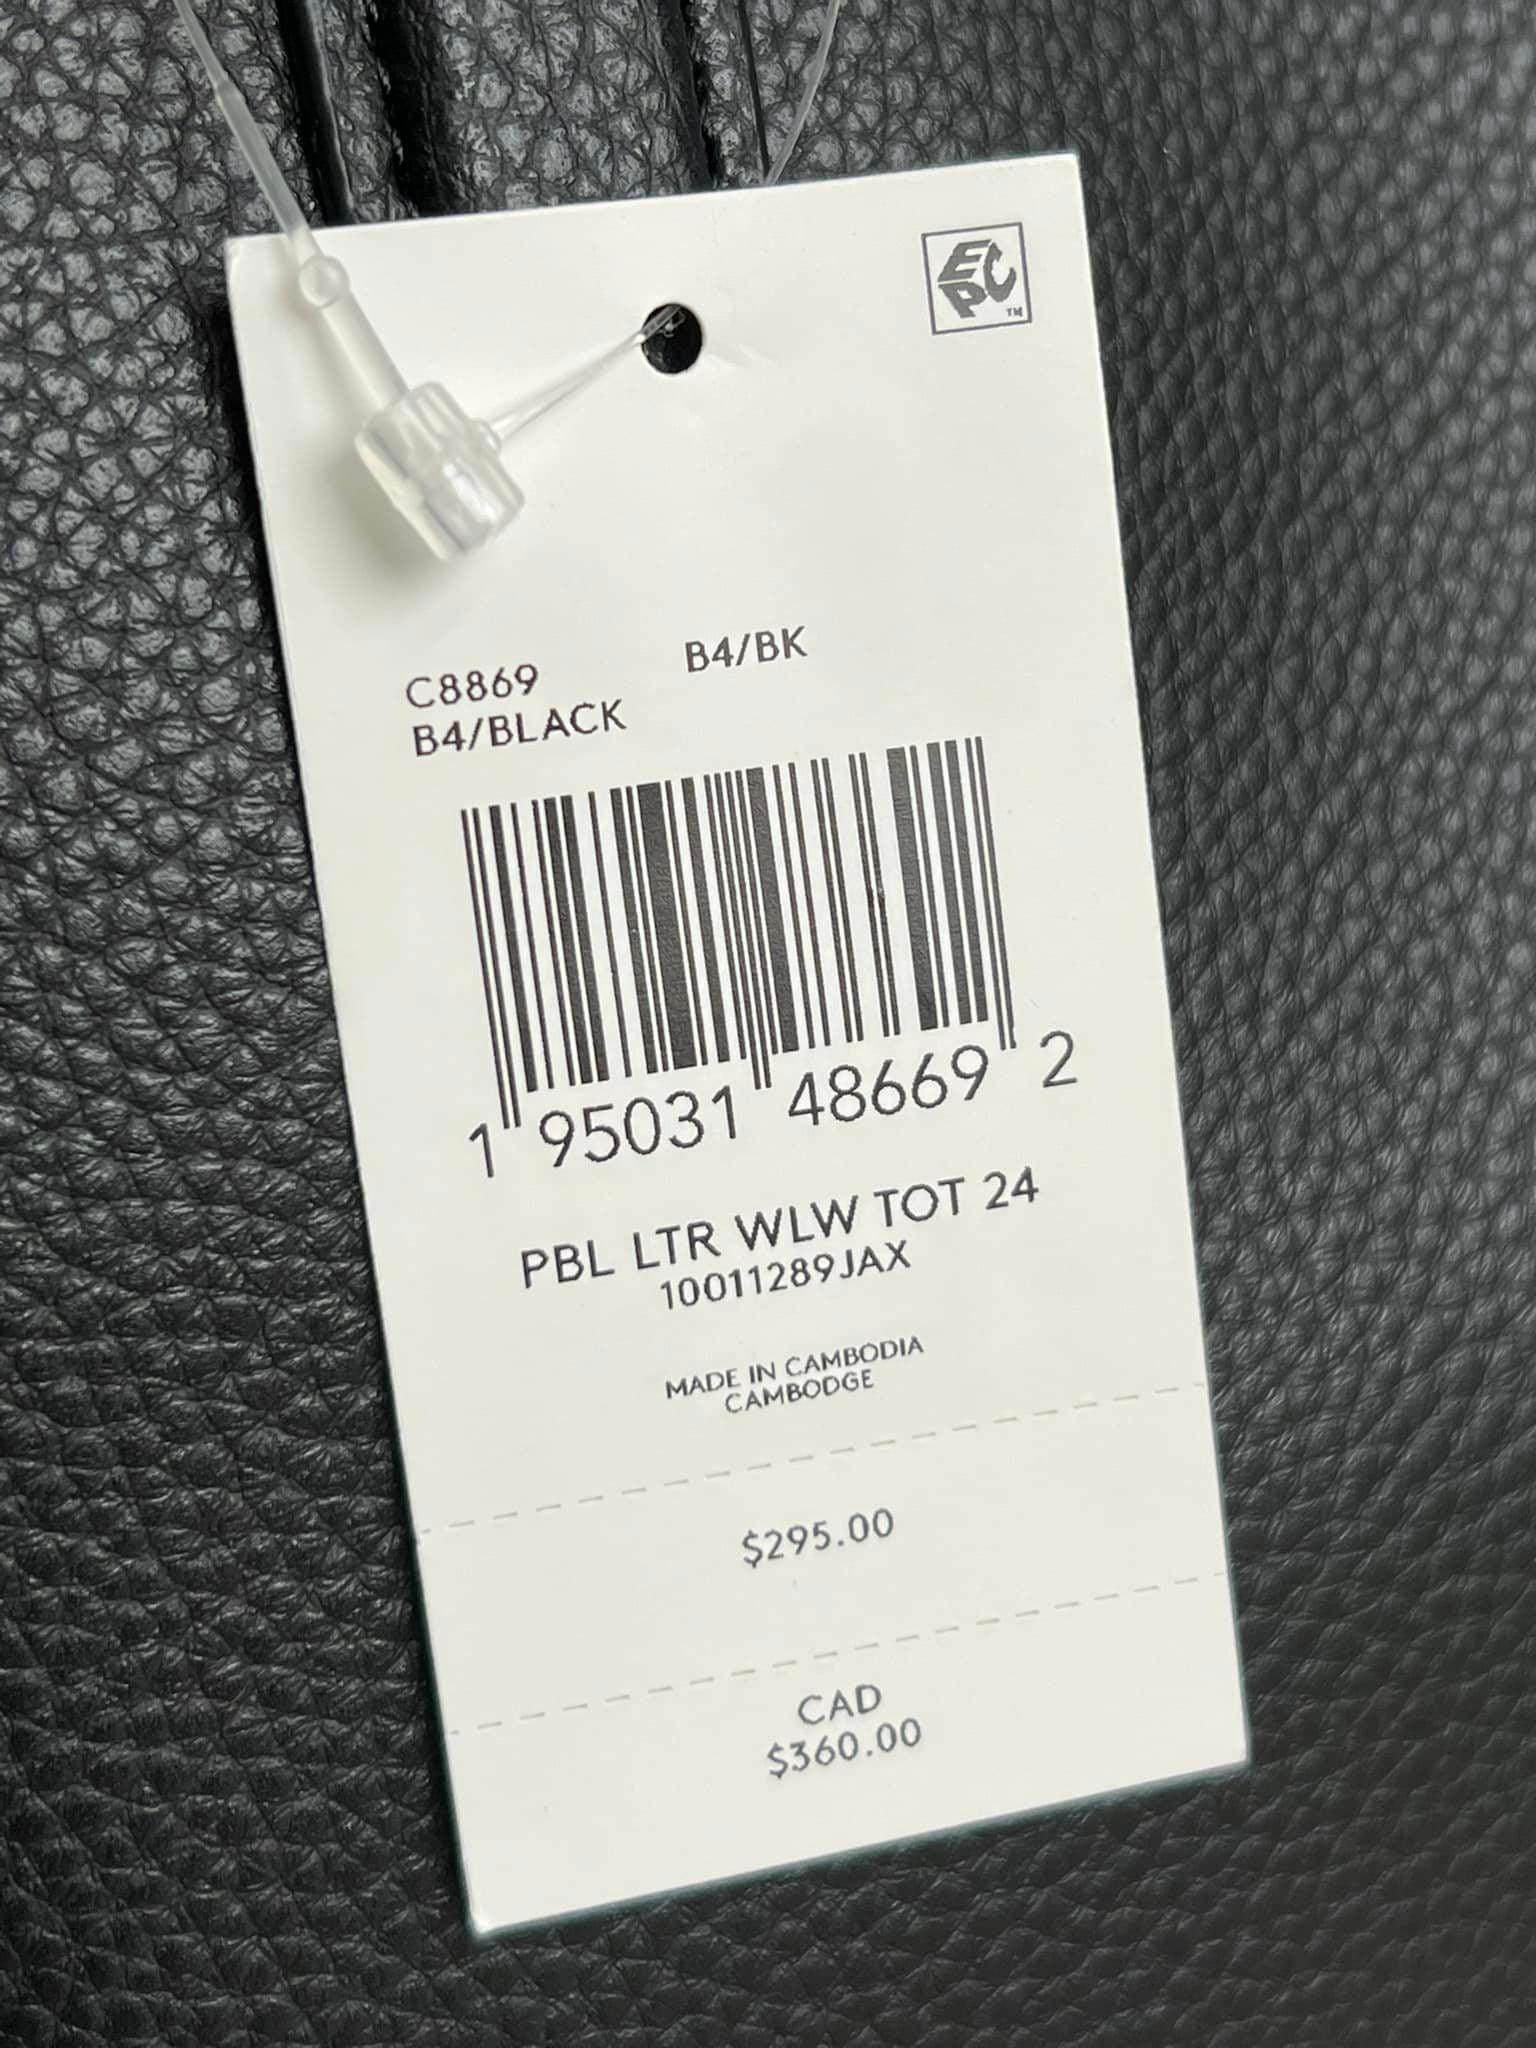 EPC™
C8869 B4/BK
B4/BLACK
1 95031 48669 2
PBL LTR WLW TOT 24
10011289JAX
MADE IN CAMBODIA
CAMBODGE
$295.00
CAD
$360.00